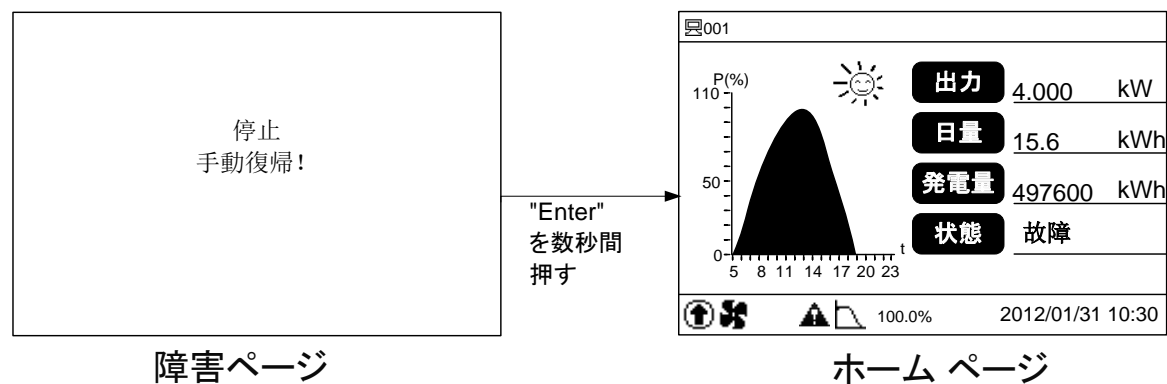 停止
手動復帰!
"Enter"
を数秒間
押す
障害ページ
001
P(%)
110
50
0
5 8 11 14 17 20 23
t
出力 4.000 kW
日量 15.6 kWh
発電量 497600 kWh
状態 故障
100.0%
2012/01/31 10:30
ホーム ページ